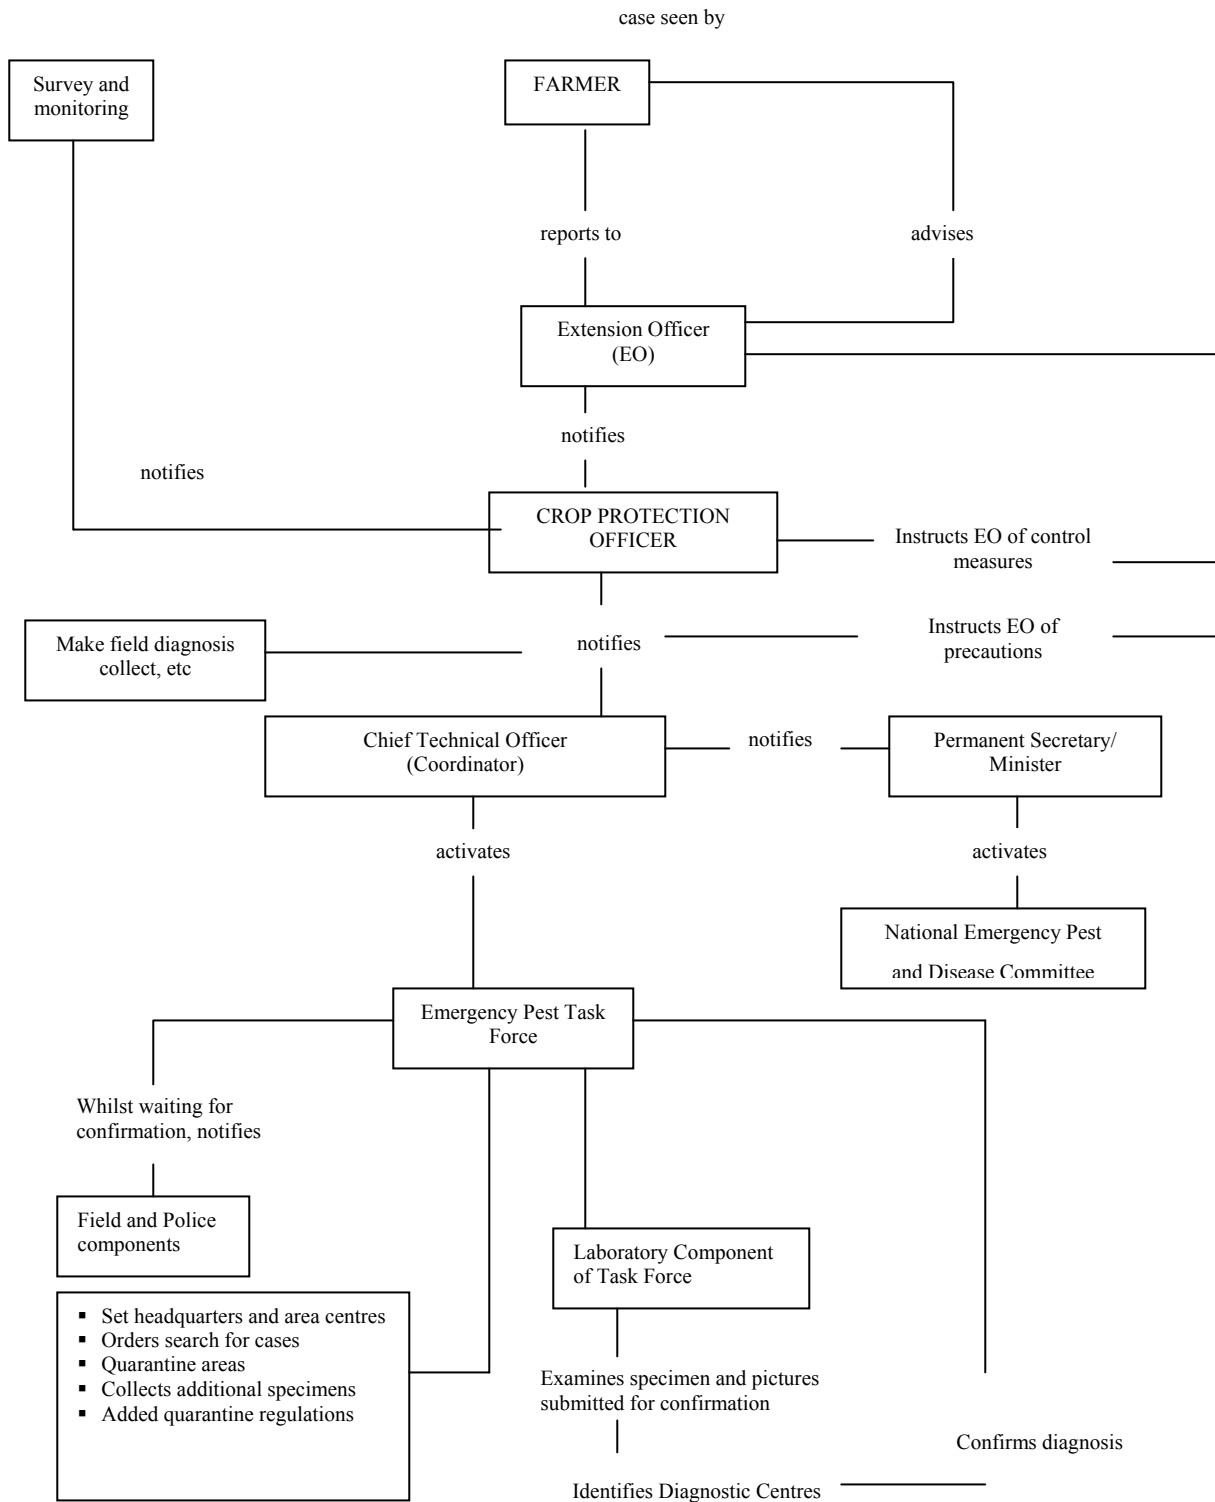 case seen by
Survey and
monitoring
FARMER
reports to
advises
Extension Officer
(EO)
notifies
notifies
CROP PROTECTION
OFFICER
Instructs EO of control
measures
Make field diagnosis
collect, etc
notifies
Instructs EO of
precautions
Chief Technical Officer
(Coordinator)
notifies
Permanent Secretary/
Minister
activates
activates
National Emergency Pest
and Disease Committee
Emergency Pest Task
Force
Whilst waiting for
confirmation, notifies
Field and Police
components
Laboratory Component
of Task Force
▪ Set headquarters and area centres
▪ Orders search for cases
▪ Quarantine areas
▪ Collects additional specimens
▪ Added quarantine regulations
Examines specimen and pictures
submitted for confirmation
Confirms diagnosis
Identifies Diagnostic Centres